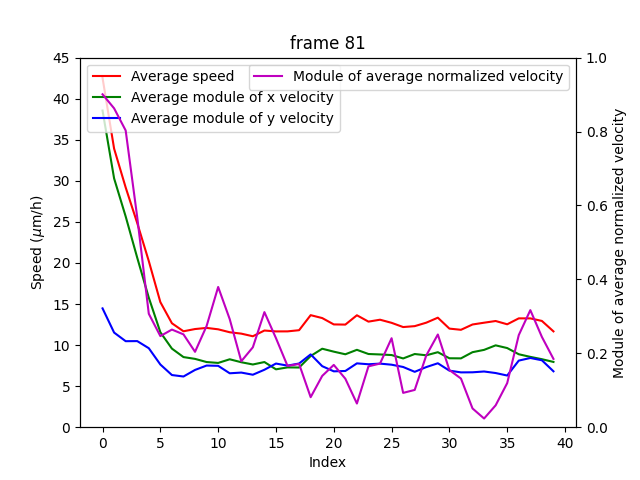 frame 81
Average speed
Average module of x velocity
Average module of y velocity
Module of average normalized velocity
Speed (μm/h)
45
40
35
30
25
20
15
10
5
0
1.0
0.8
0.6
0.4
0.2
0.0
Module of average normalized velocity
0 5 10 15 20 25 30 35 40
Index